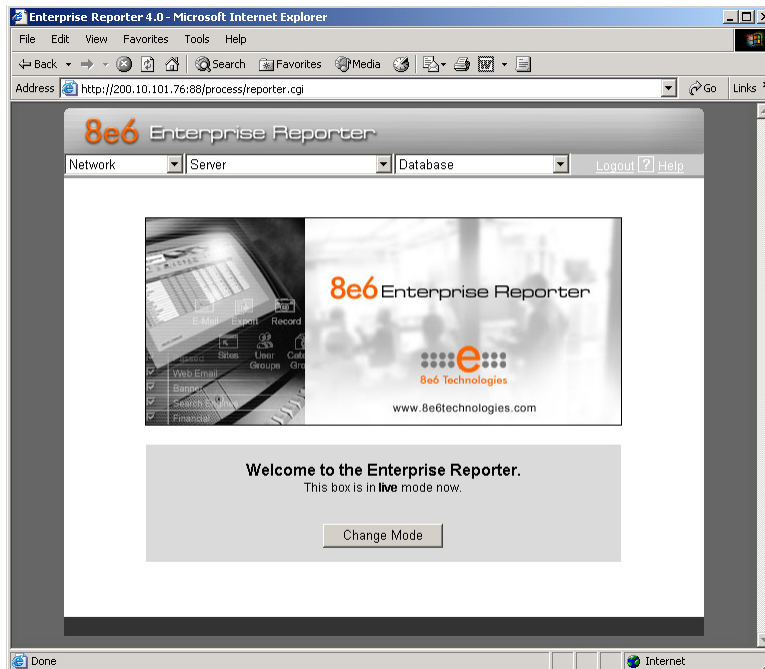 Enterprise Reporter 4.0 - Microsoft Internet Explorer
File Edit View Favorites Tools Help
Back Search Favorites Media
Address http://200.10.101.76:88/process/reporter.cgi Go Links
8e6 Enterprise Reporter
Network Server Database Logout ? Help
8e6 Enterprise Reporter
E-Mail Export Record
Sites User Groups
Web Email
Banner
Search Engines
Financial
e
8e6 Technologies
www.8e6technologies.com
Welcome to the Enterprise Reporter.
This box is in live mode now.
Change Mode
Done Internet